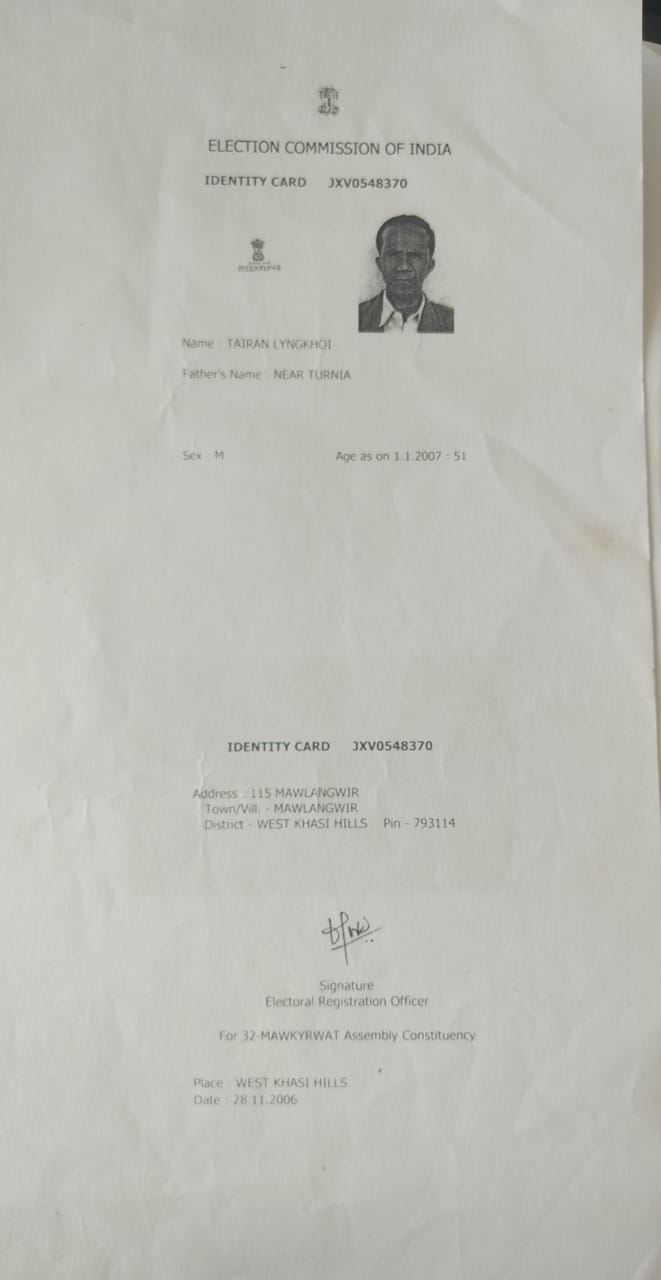 ELECTION COMMISSION OF INDIA
IDENTITY CARD JXV0548370
MEGHALAYA
Name : TAIRAN LYNGKHOI
Father's Name : NEAR TURNIA
Sex : M Age as on 1.1.2007 : 51
IDENTITY CARD JXV0548370
Address : 115 MAWLANGWIR
Town/Vill. - MAWLANGWIR
District - WEST KHASI HILLS Pin - 793114
Signature
Electoral Registration Officer
For 32-MAWKYRWAT Assembly Constituency
Place : WEST KHASI HILLS
Date : 28.11.2006